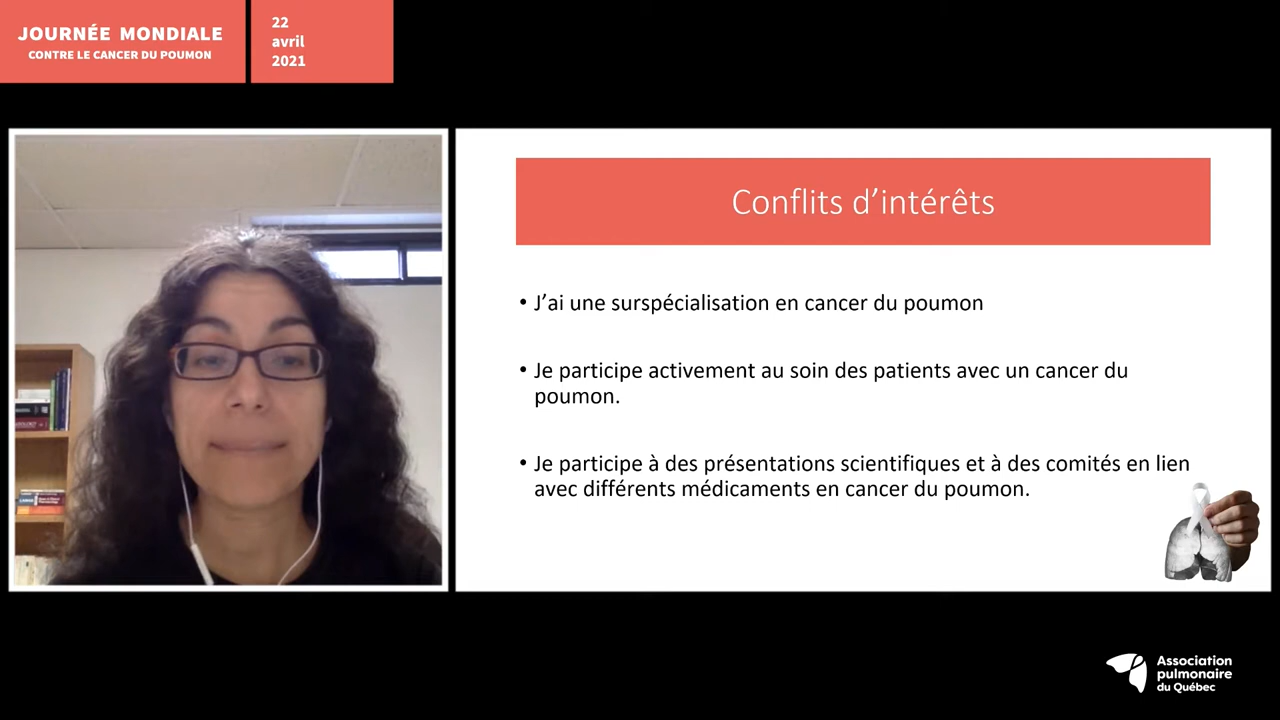 JOURNÉE MONDIALE
CONTRE LE CANCER DU POUMON
22
avril
2021
Conflits d'intérêts
• J'ai une surspécialisation en cancer du poumon
• Je participe activement au soin des patients avec un cancer du
poumon.
• Je participe à des présentations scientifiques et à des comités en lien
avec différents médicaments en cancer du poumon.
Association
pulmonaire
du Québec